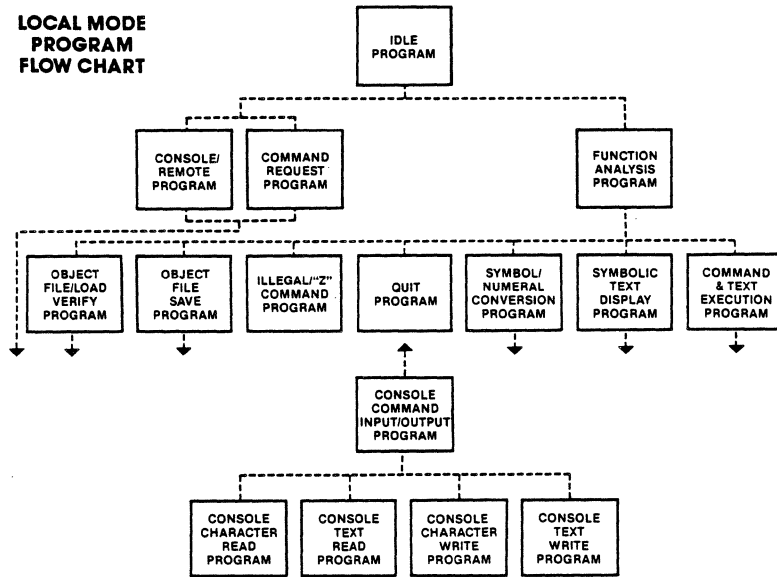 LOCAL MODE
PROGRAM
FLOW CHART
IDLE
PROGRAM
CONSOLE/
REMOTE
PROGRAM
COMMAND
REQUEST
PROGRAM
FUNCTION
ANALYSIS
PROGRAM
OBJECT
FILE/LOAD
VERIFY
PROGRAM
OBJECT
FILE
SAVE
PROGRAM
ILLEGAL/"Z"
COMMAND
PROGRAM
QUIT
PROGRAM
SYMBOL/
NUMERAL
CONVERSION
PROGRAM
SYMBOLIC
TEXT
DISPLAY
PROGRAM
COMMAND
& TEXT
EXECUTION
PROGRAM
CONSOLE
COMMAND
INPUT/OUTPUT
PROGRAM
CONSOLE
CHARACTER
READ
PROGRAM
CONSOLE
TEXT
READ
PROGRAM
CONSOLE
CHARACTER
WRITE
PROGRAM
CONSOLE
TEXT
WRITE
PROGRAM